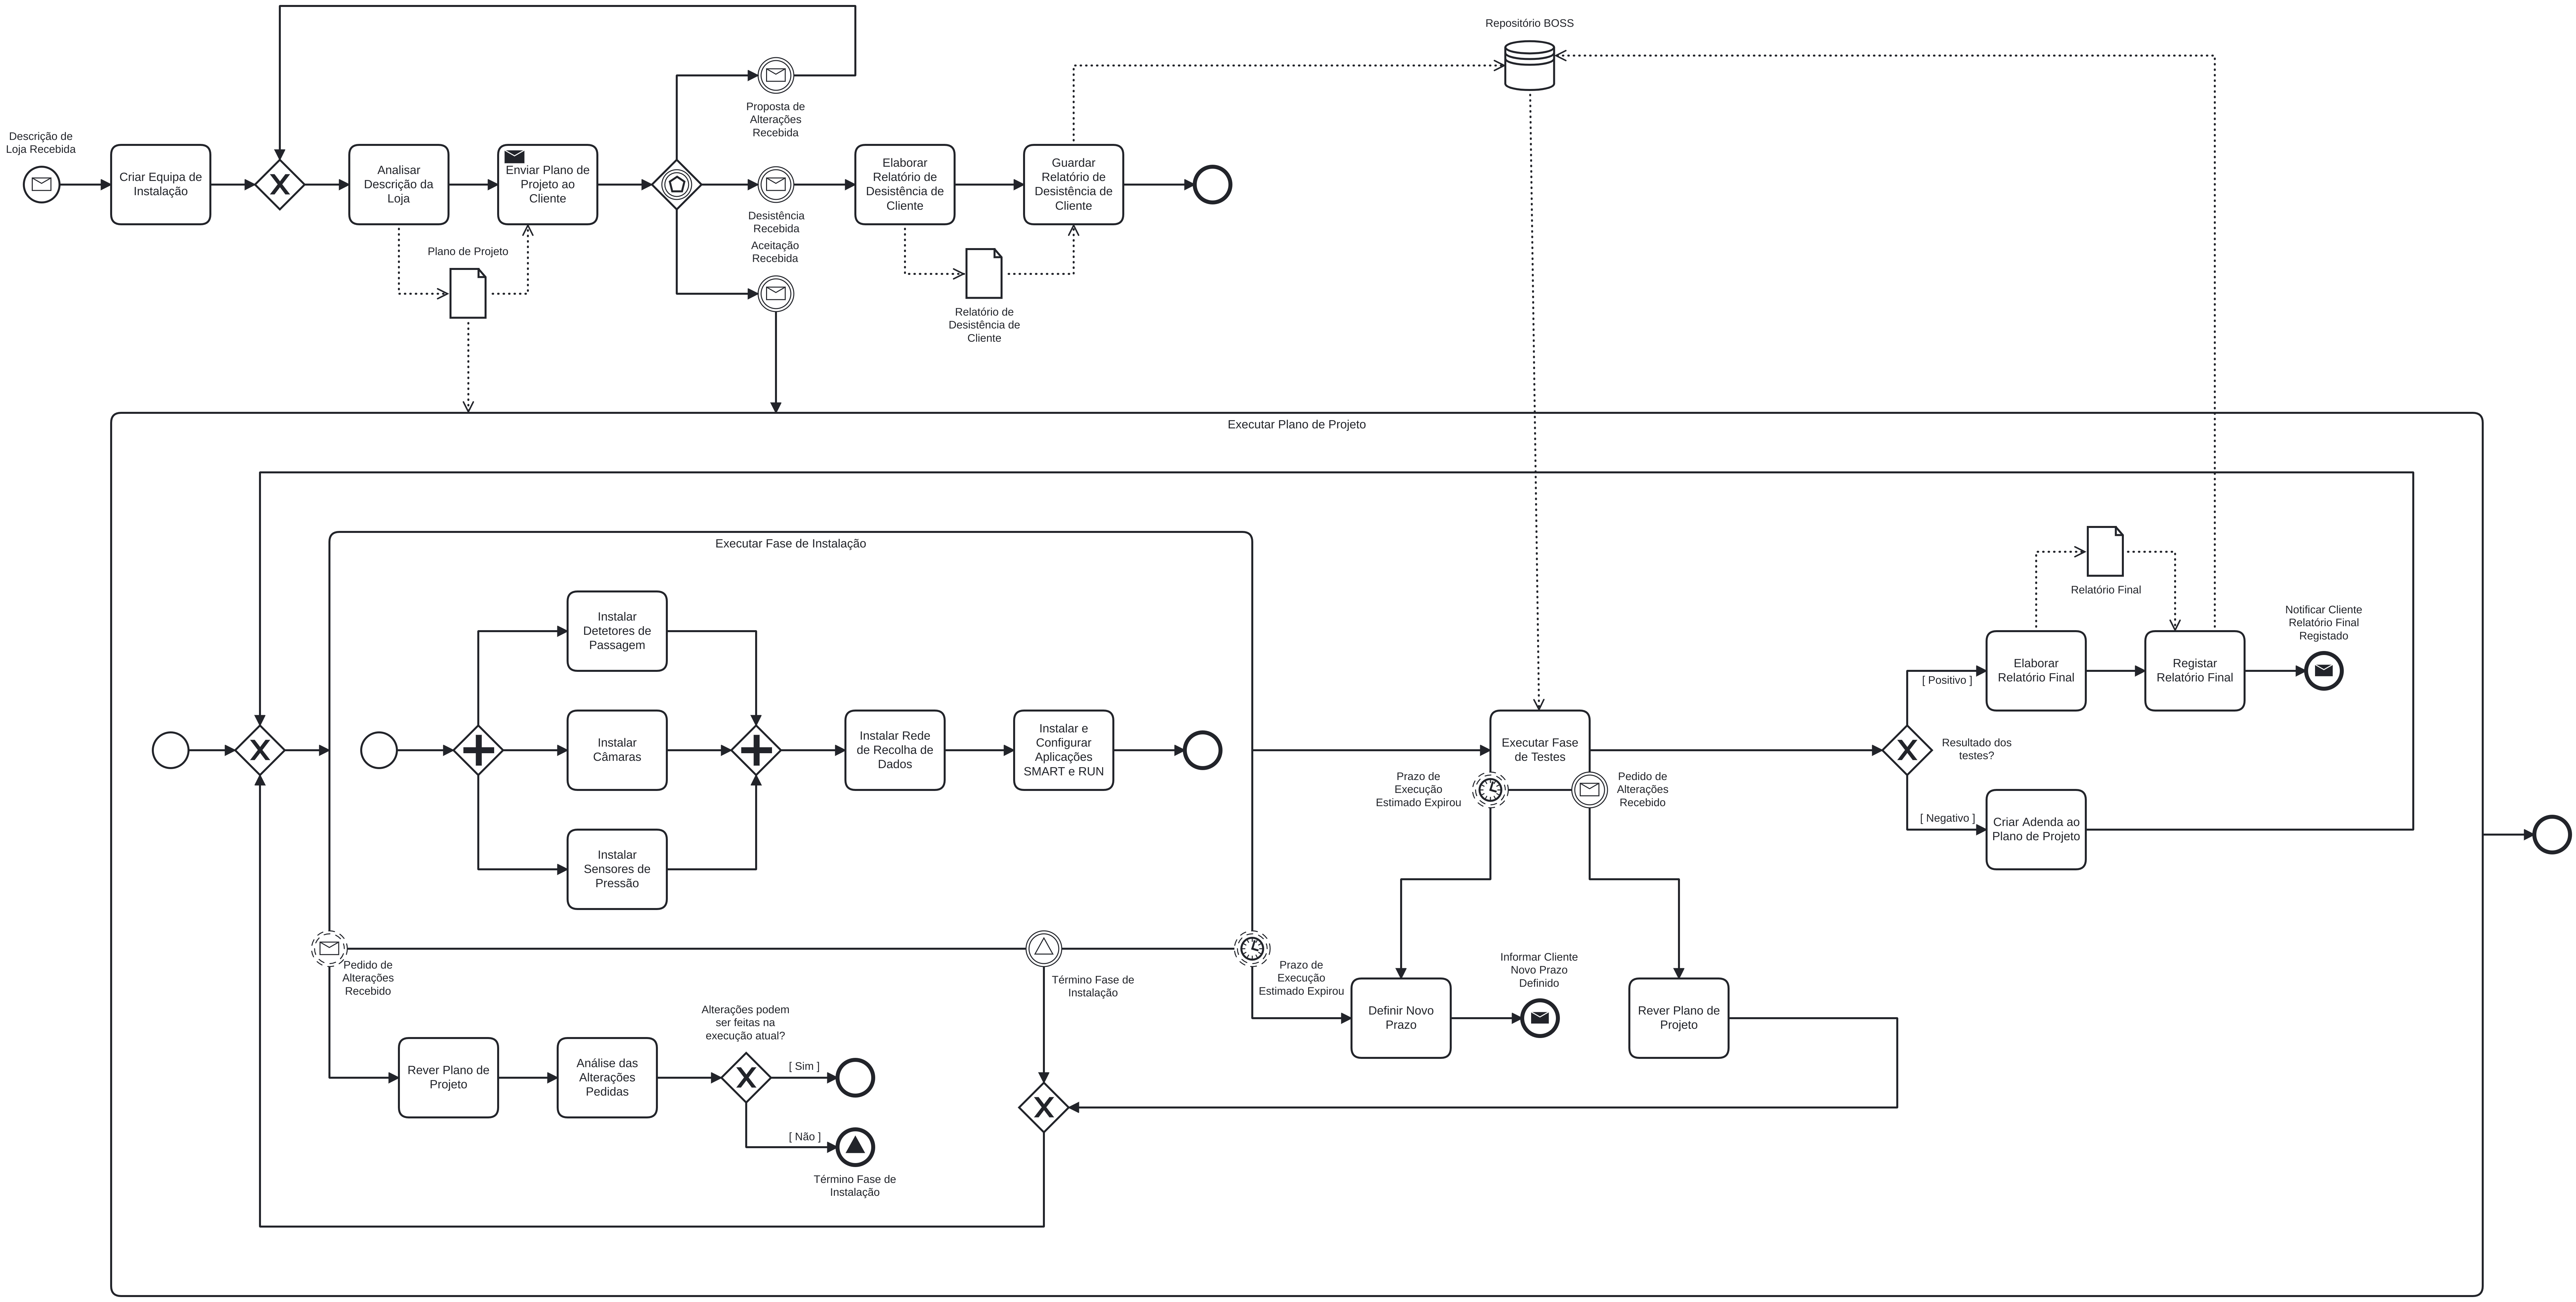 Repositório BOSS
Proposta de
Alterações
Recebida
Descrição de
Loja Recebida
Criar Equipa de
Instalação
Analisar
Descrição da
Loja
Enviar Plano de
Projeto ao
Cliente
Desistência
Recebida
Elaborar
Relatório de
Desistência de
Cliente
Guardar
Relatório de
Desistência de
Cliente
Plano de Projeto
Aceitação
Recebida
Relatório de
Desistência de
Cliente
Executar Plano de Projeto
Executar Fase de Instalação
Instalar
Detetores de
Passagem
Instalar
Câmaras
Instalar
Sensores de
Pressão
Instalar Rede
de Recolha de
Dados
Instalar e
Configurar
Aplicações
SMART e RUN
Executar Fase
de Testes
Prazo de
Execução
Estimado Expirou
Pedido de
Alterações
Recebido
Resultado dos
testes?
[ Positivo ]
[ Negativo ]
Elaborar
Relatório Final
Relatório Final
Registar
Relatório Final
Notificar Cliente
Relatório Final
Registado
Criar Adenda ao
Plano de Projeto
Pedido de
Alterações
Recebido
Término Fase de
Instalação
Prazo de
Execução
Estimado Expirou
Definir Novo
Prazo
Informar Cliente
Novo Prazo
Definido
Rever Plano de
Projeto
Rever Plano de
Projeto
Análise das
Alterações
Pedidas
Alterações podem
ser feitas na
execução atual?
[ Sim ]
[ Não ]
Término Fase de
Instalação